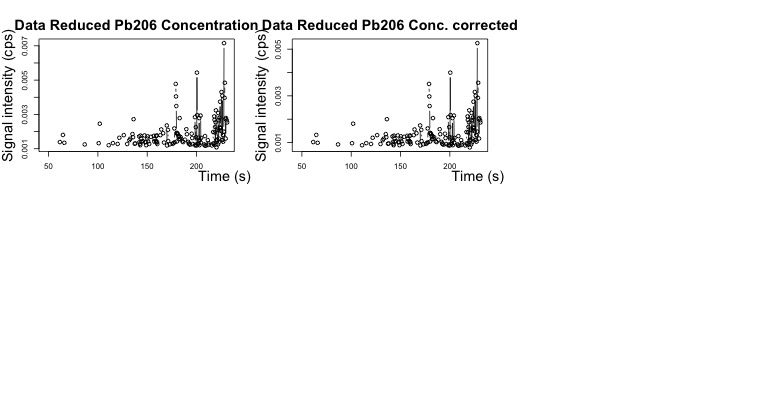 Data Reduced Pb206 Concentration
Signal intensity (cps)
0.001
0.003
0.005
0.007
50
100
150
200
Time (s)
Data Reduced Pb206 Conc. corrected
Signal intensity (cps)
0.001
0.003
0.005
50
100
150
200
Time (s)